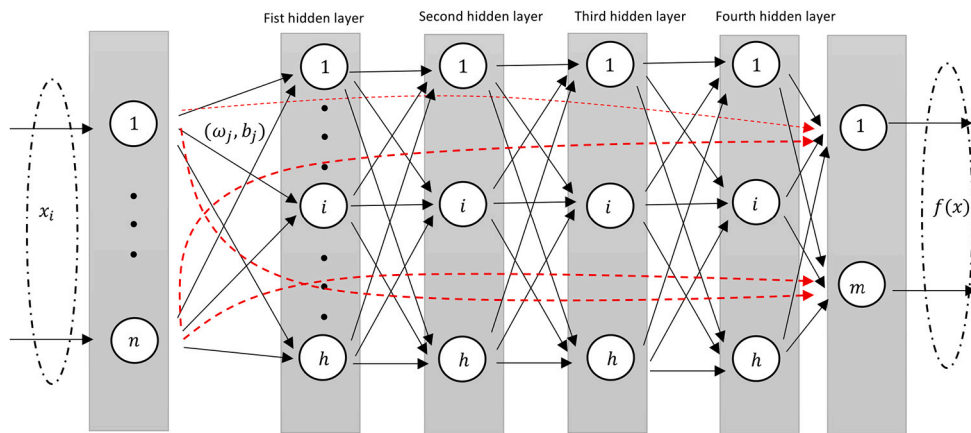 Fist hidden layer
Second hidden layer
Third hidden layer
Fourth hidden layer
1
1
1
1
1
1
(ω_j, b_j)
x_i
i
i
i
i
f(x)
m
n
h
h
h
h